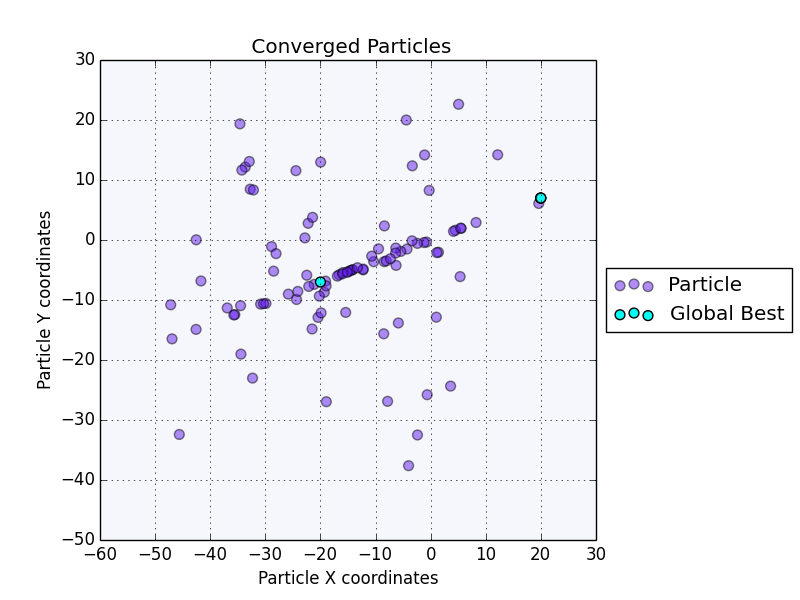 Converged Particles
30
20
10
0
−10
−20
−30
−40
−50
Particle Y coordinates
−60 −50 −40 −30 −20 −10 0 10 20 30
Particle X coordinates
Particle
Global Best